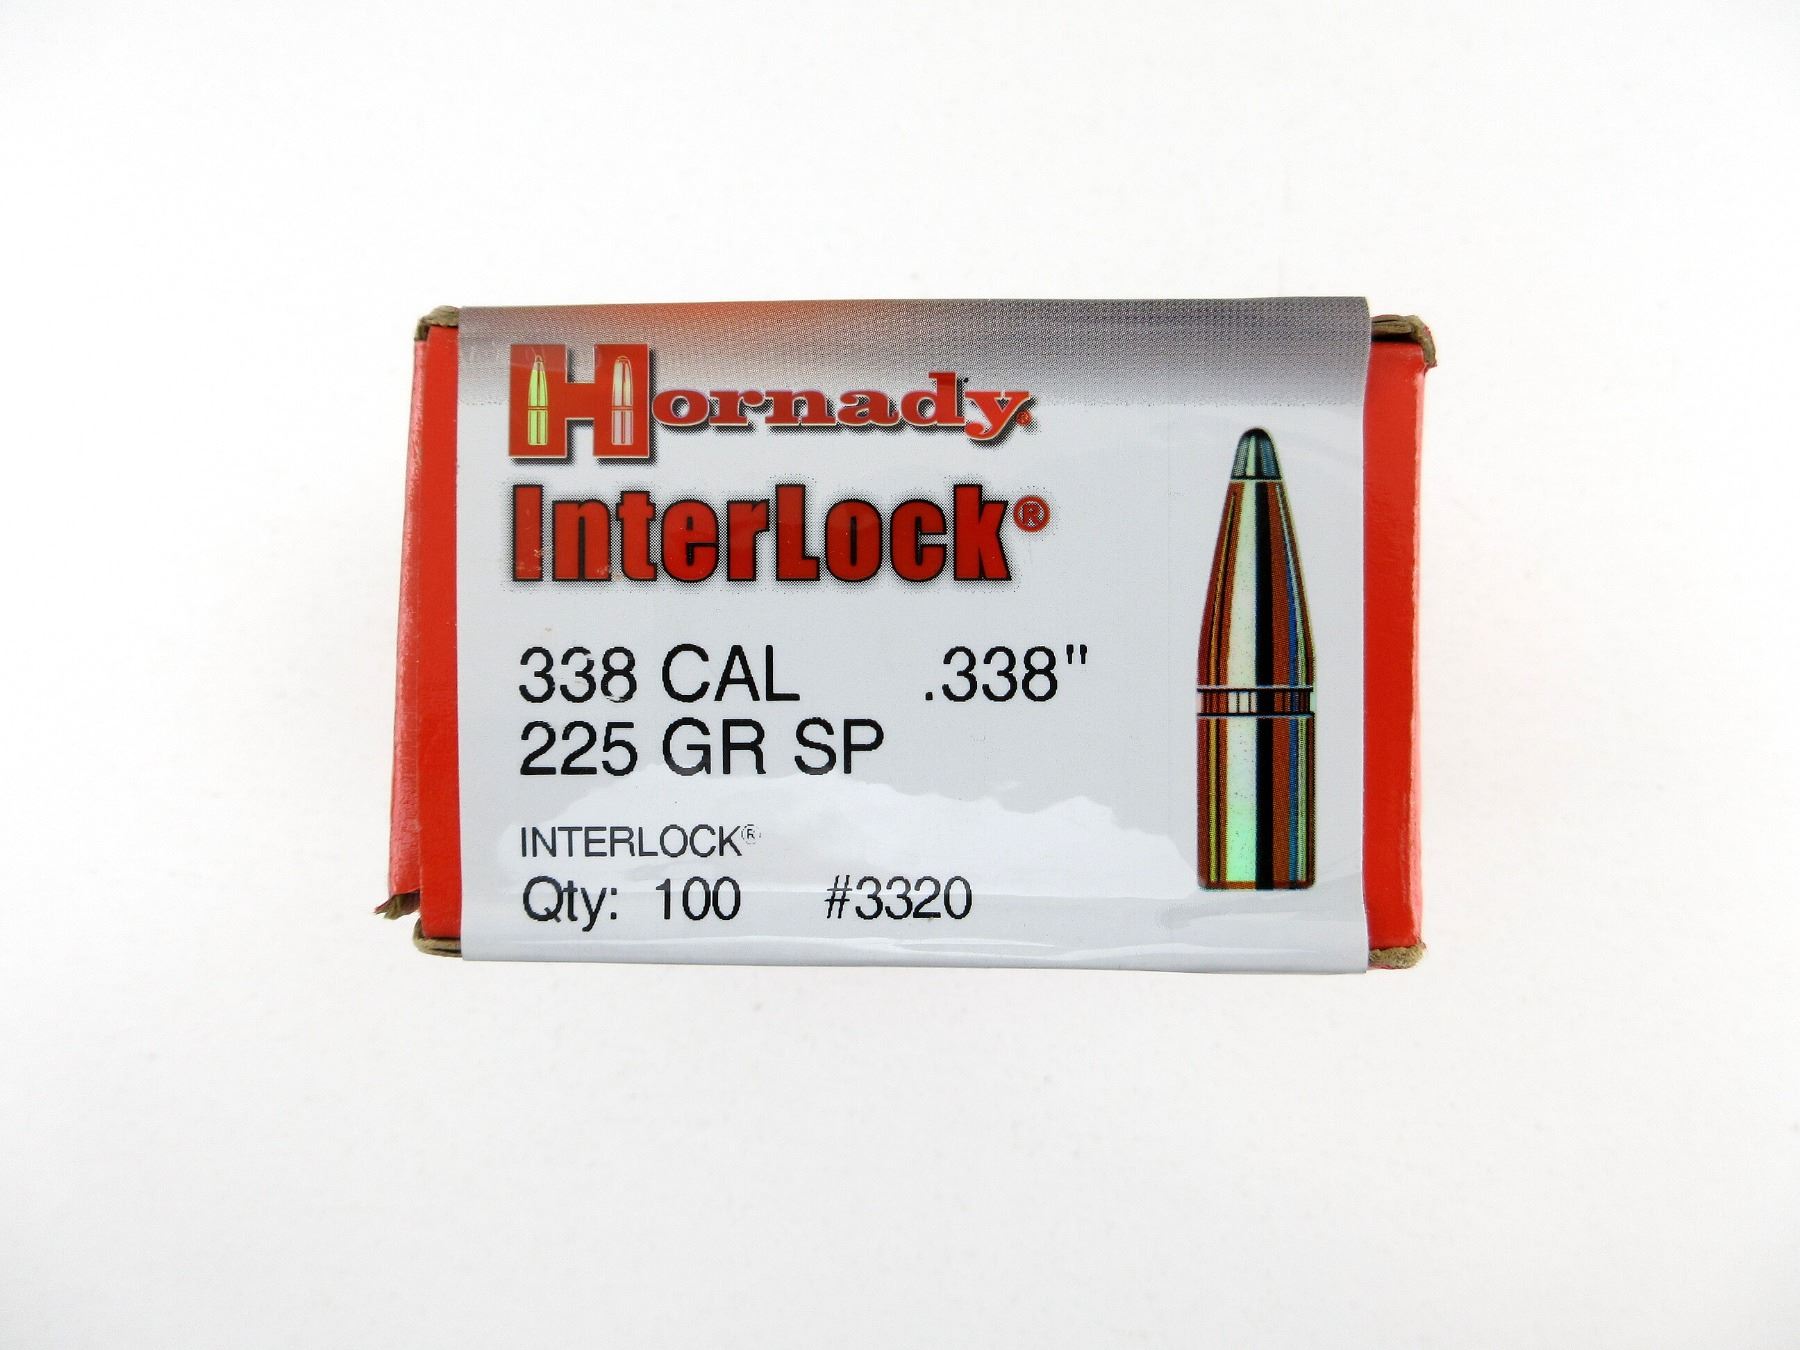 Hornady®
InterLock®
338 CAL .338"
225 GR SP
INTERLOCK®
Qty: 100 #3320